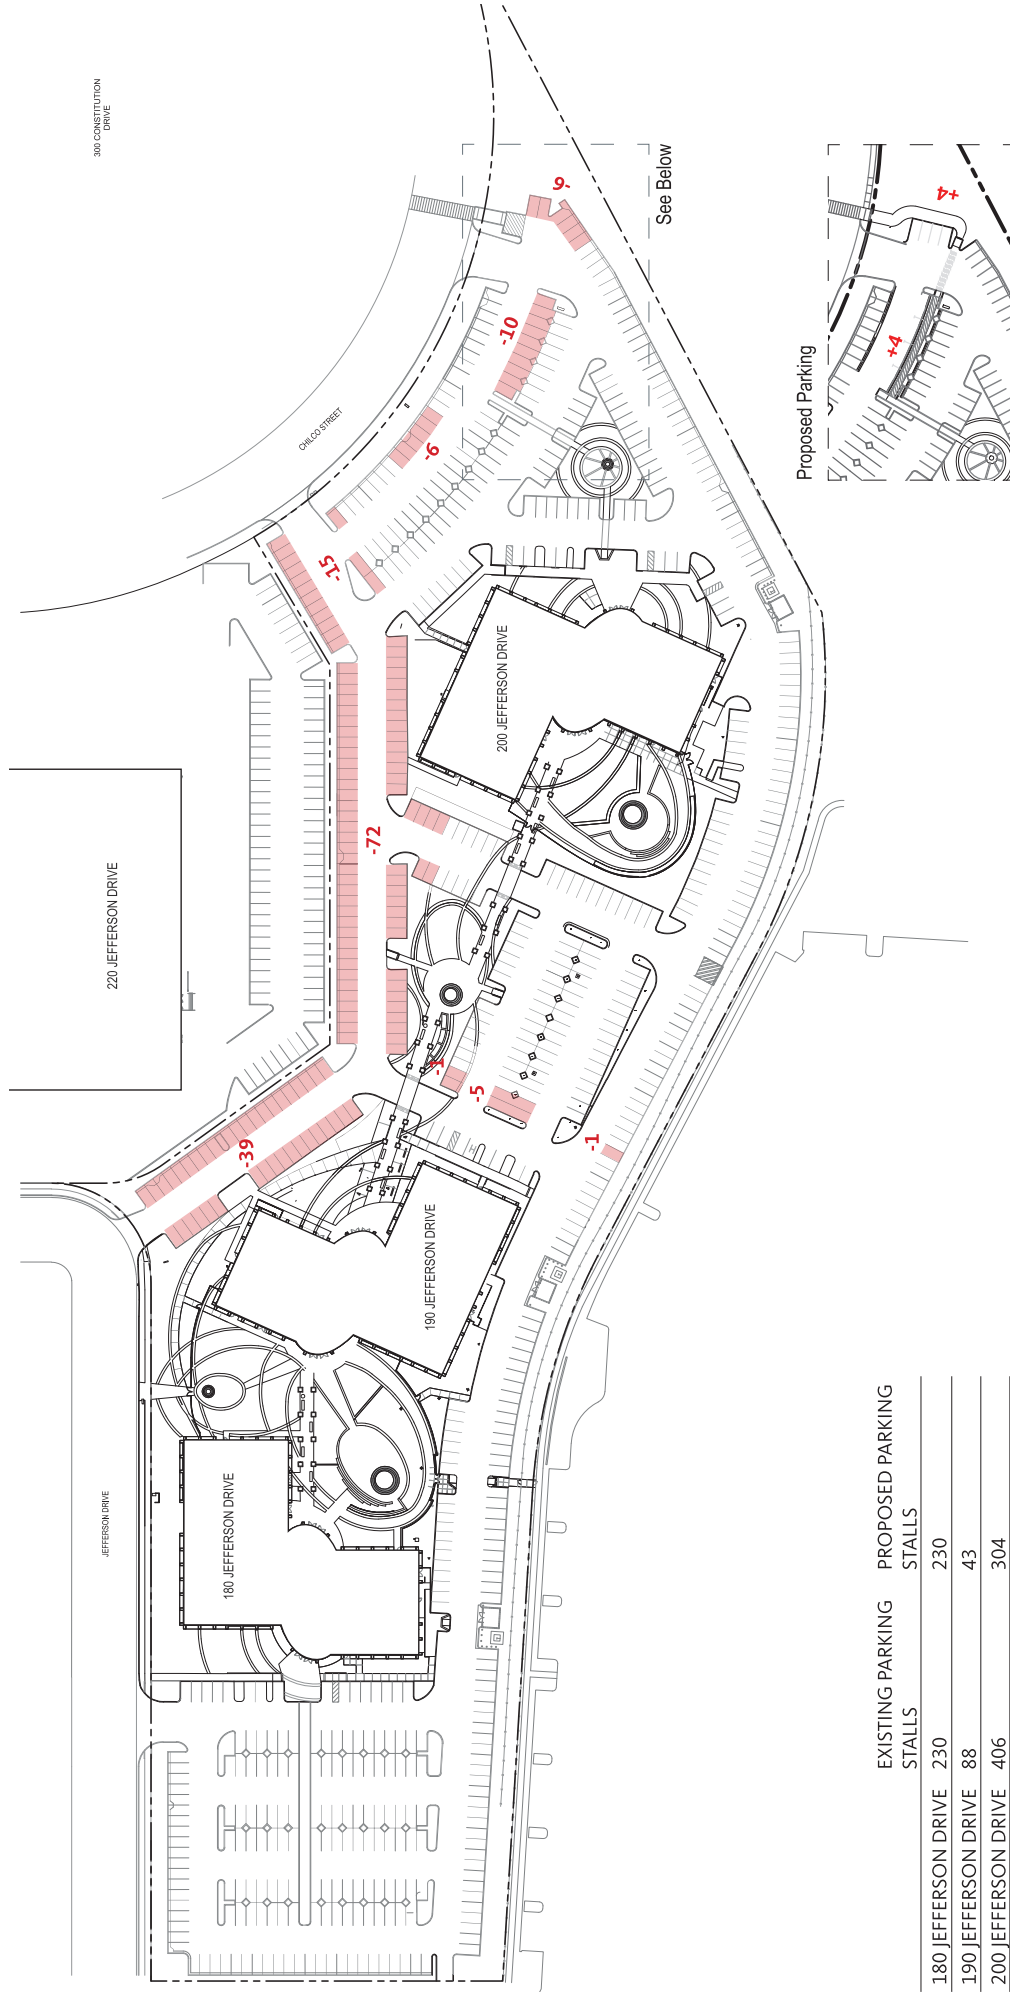 300 CONSTITUTION
DRIVE
-6
See Below
+4
-10
+4
Proposed Parking
CHILCO STREET
-6
-15
200 JEFFERSON DRIVE
-72
220 JEFFERSON DRIVE
-1
-5
-1
-39
190 JEFFERSON DRIVE
180 JEFFERSON DRIVE
JEFFERSON DRIVE
EXISTING PARKING STALLS
PROPOSED PARKING STALLS
180 JEFFERSON DRIVE 230 230
190 JEFFERSON DRIVE 88 43
200 JEFFERSON DRIVE 406 304